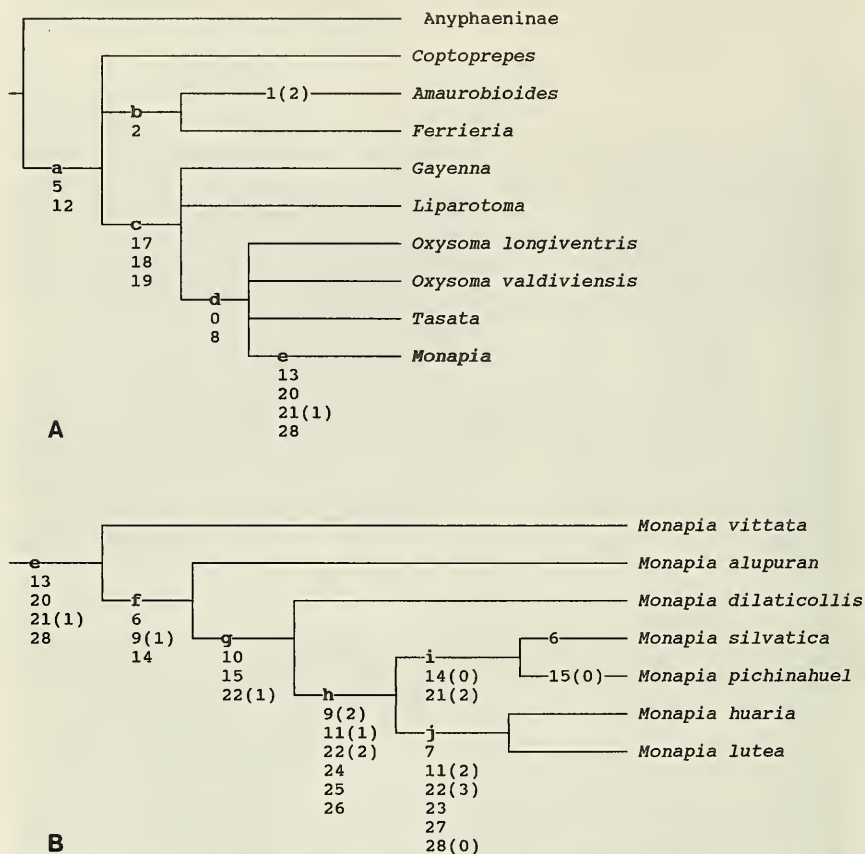 Anyphaeninae
Coptoprepes
1(2) Amaurobioides
b
2 Ferrieria
a Gayenna
5
12
Liparotoma
c
17
18
19
Oxysoma longiventris
Oxysoma valdiviensis
d
0
8
Tasata
e Monapia
13
20
21(1)
28
A
Monapia vittata
e Monapia alupuran
13
20
21(1)
28
f Monapia dilaticollis
6
9(1)
14
g
10
15
22(1)
6 Monapia silvatica
i
14(0)
21(2)
15(0) Monapia pichinahuel
h
9(2)
11(1)
22(2)
24
25
26
Monapia huaria
j
7
11(2)
22(3)
23
27
28(0)
Monapia lutea
B